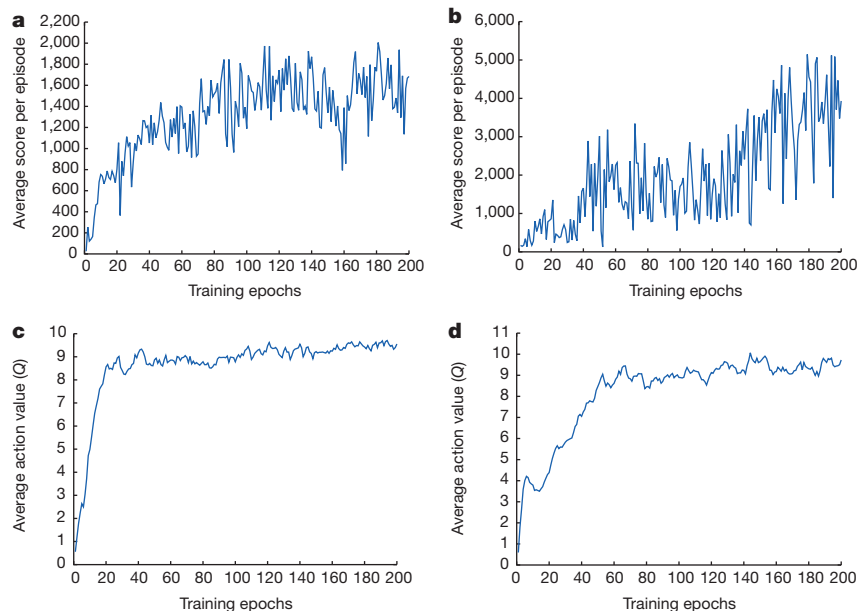 a
Average score per episode
2,200
2,000
1,800
1,600
1,400
1,200
1,000
800
600
400
200
0
0 20 40 60 80 100 120 140 160 180 200
Training epochs
b
Average score per episode
6,000
5,000
4,000
3,000
2,000
1,000
0
0 20 40 60 80 100 120 140 160 180 200
Training epochs
c
Average action value (Q)
10
9
8
7
6
5
4
3
2
1
0
0 20 40 60 80 100 120 140 160 180 200
Training epochs
d
Average action value (Q)
11
10
9
8
7
6
5
4
3
2
1
0
0 20 40 60 80 100 120 140 160 180 200
Training epochs